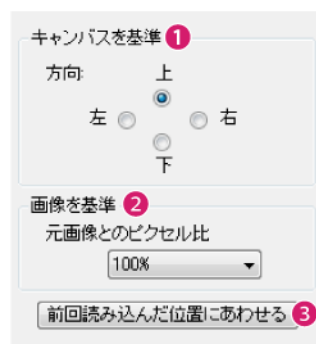 キャンバスを基準 1
方向: 上
左 右
下
画像を基準 2
元画像とのピクセル比
100%
前回読み込んだ位置にあわせる 3